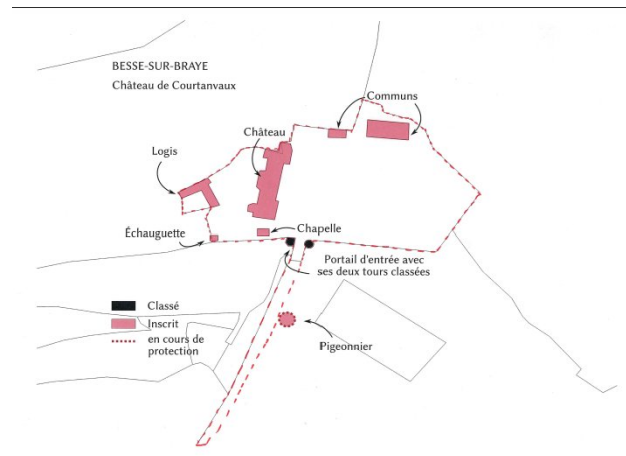 BESSE-SUR-BRAYE
Château de Courtanvaux
Communs
Château
Logis
Échauguette
Chapelle
Portail d'entrée avec
ses deux tours classées
Classé
Inscrit
en cours de
protection
Pigeonnier